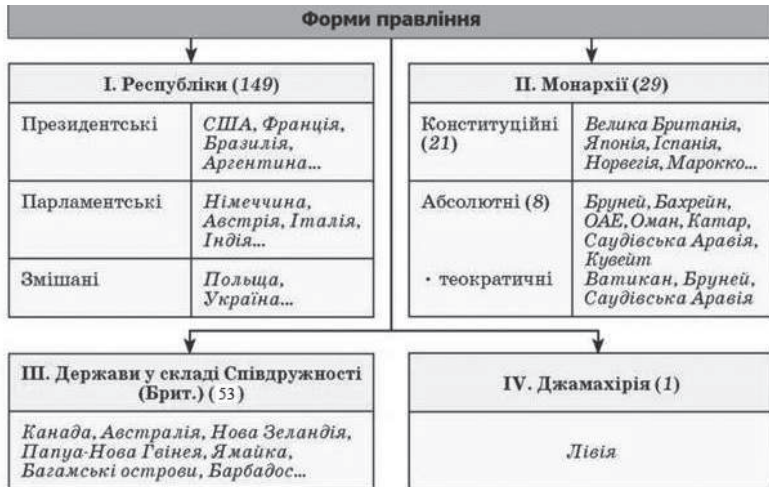 Форми правління
I. Республіки (149)
Президентські
США, Франція,
Бразилія,
Аргентина...
Парламентські
Німеччина,
Австрія, Італія,
Індія...
Змішані
Польща,
Україна...
II. Монархії (29)
Конституційні
(21)
Велика Британія,
Японія, Іспанія,
Норвегія, Марокко...
Абсолютні (8)
Бруней, Бахрейн,
ОАЕ, Оман, Катар,
Саудівська Аравія,
Кувейт
· теократичні
Ватикан, Бруней,
Саудівська Аравія
III. Держави у складі Співдружності
(Брит.) (53)
Канада, Австралія, Нова Зеландія,
Папуа-Нова Гвінея, Ямайка,
Багамські острови, Барбадос...
IV. Джамахірія (1)
Лівія